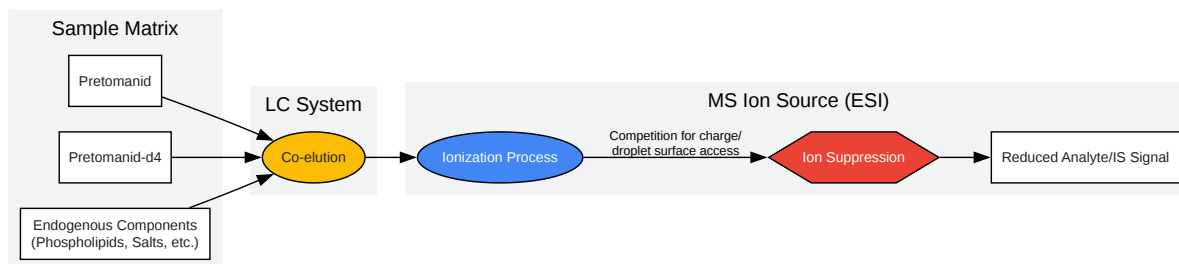 Sample Matrix
Pretomanid
Pretomanid-d4
Endogenous Components
(Phospholipids, Salts, etc.)
LC System
Co-elution
MS Ion Source (ESI)
Ionization Process
Competition for charge/
droplet surface access
Ion Suppression
Reduced Analyte/IS Signal